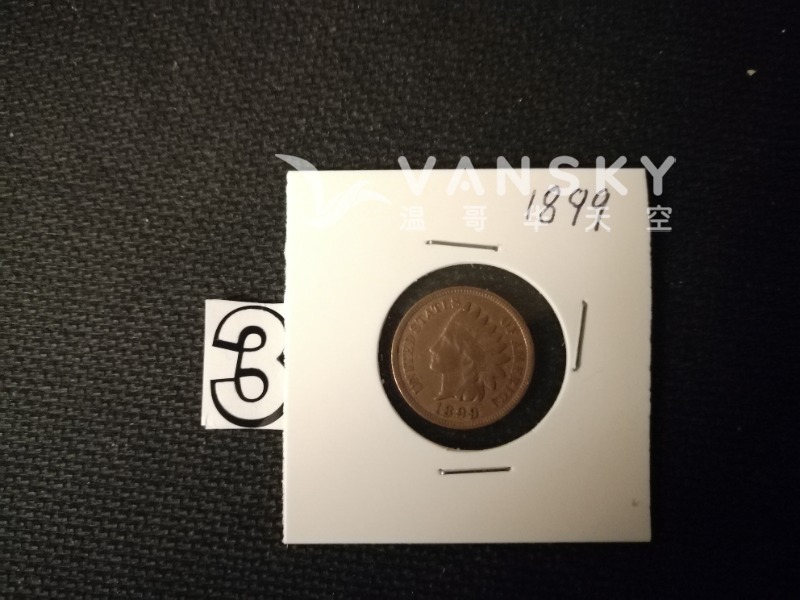 VANSKY
温哥华天空
1899
3
UNITED STATES OF AMERICA
1899